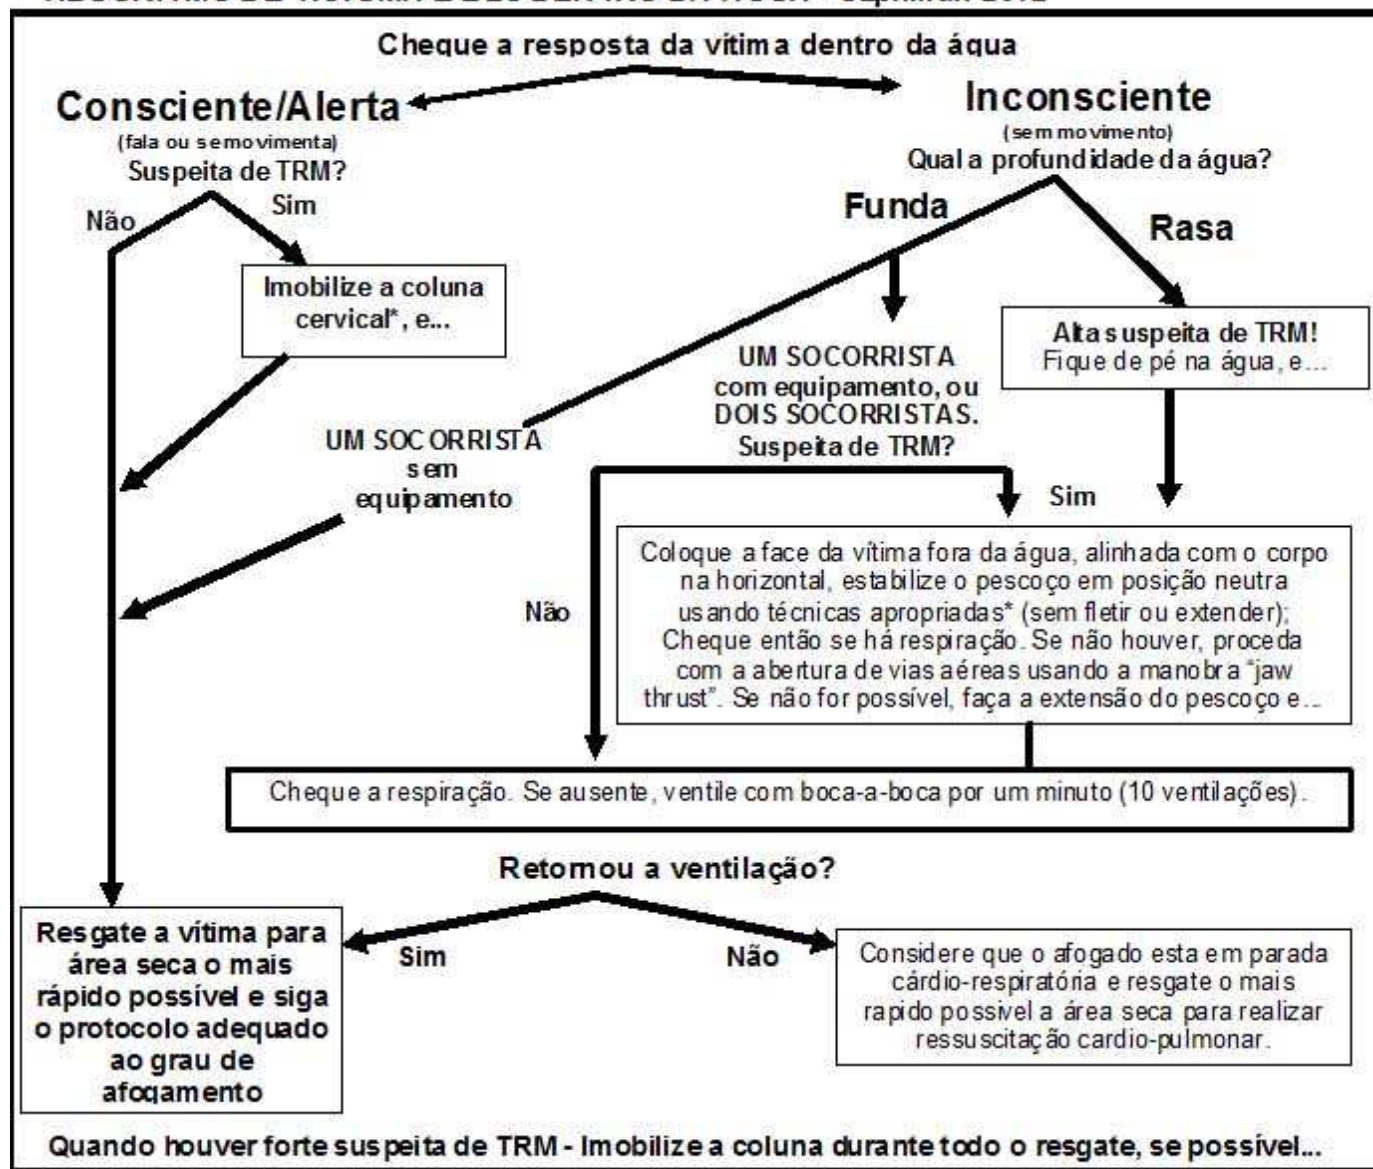 Cheque a resposta da vítima dentro da água
Consciente/Alerta
(fala ou se movimenta)
Suspeita de TRM?
Não
Sim
Imobilize a coluna
cervical*, e...
Inconsciente
(sem movimento)
Qual a profundidade da água?
Funda
Rasa
Alta suspeita de TRM!
Fique de pé na água, e...
UM SOCORRISTA
com equipamento, ou
DOIS SOCORRISTAS.
Suspeita de TRM?
UM SOCORRISTA
sem
equipamento
Não
Sim
Coloque a face da vítima fora da água, alinhada com o corpo
na horizontal, estabilize o pescoço em posição neutra
usando técnicas apropriadas* (sem fletir ou extender);
Cheque então se há respiração. Se não houver, proceda
com a abertura de vias aéreas usando a manobra “jaw
thrust”. Se não for possível, faça a extensão do pescoço e...
Cheque a respiração. Se ausente, ventile com boca-a-boca por um minuto (10 ventilações).
Retornou a ventilação?
Sim
Não
Resgate a vítima para
área seca o mais
rápido possível e siga
o protocolo adequado
ao grau de
afogamento
Considere que o afogado esta em parada
cárdio-respiratória e resgate o mais
rapido possivel a área seca para realizar
ressuscitação cardio-pulmonar.
Quando houver forte suspeita de TRM - Imobilize a coluna durante todo o resgate, se possível...